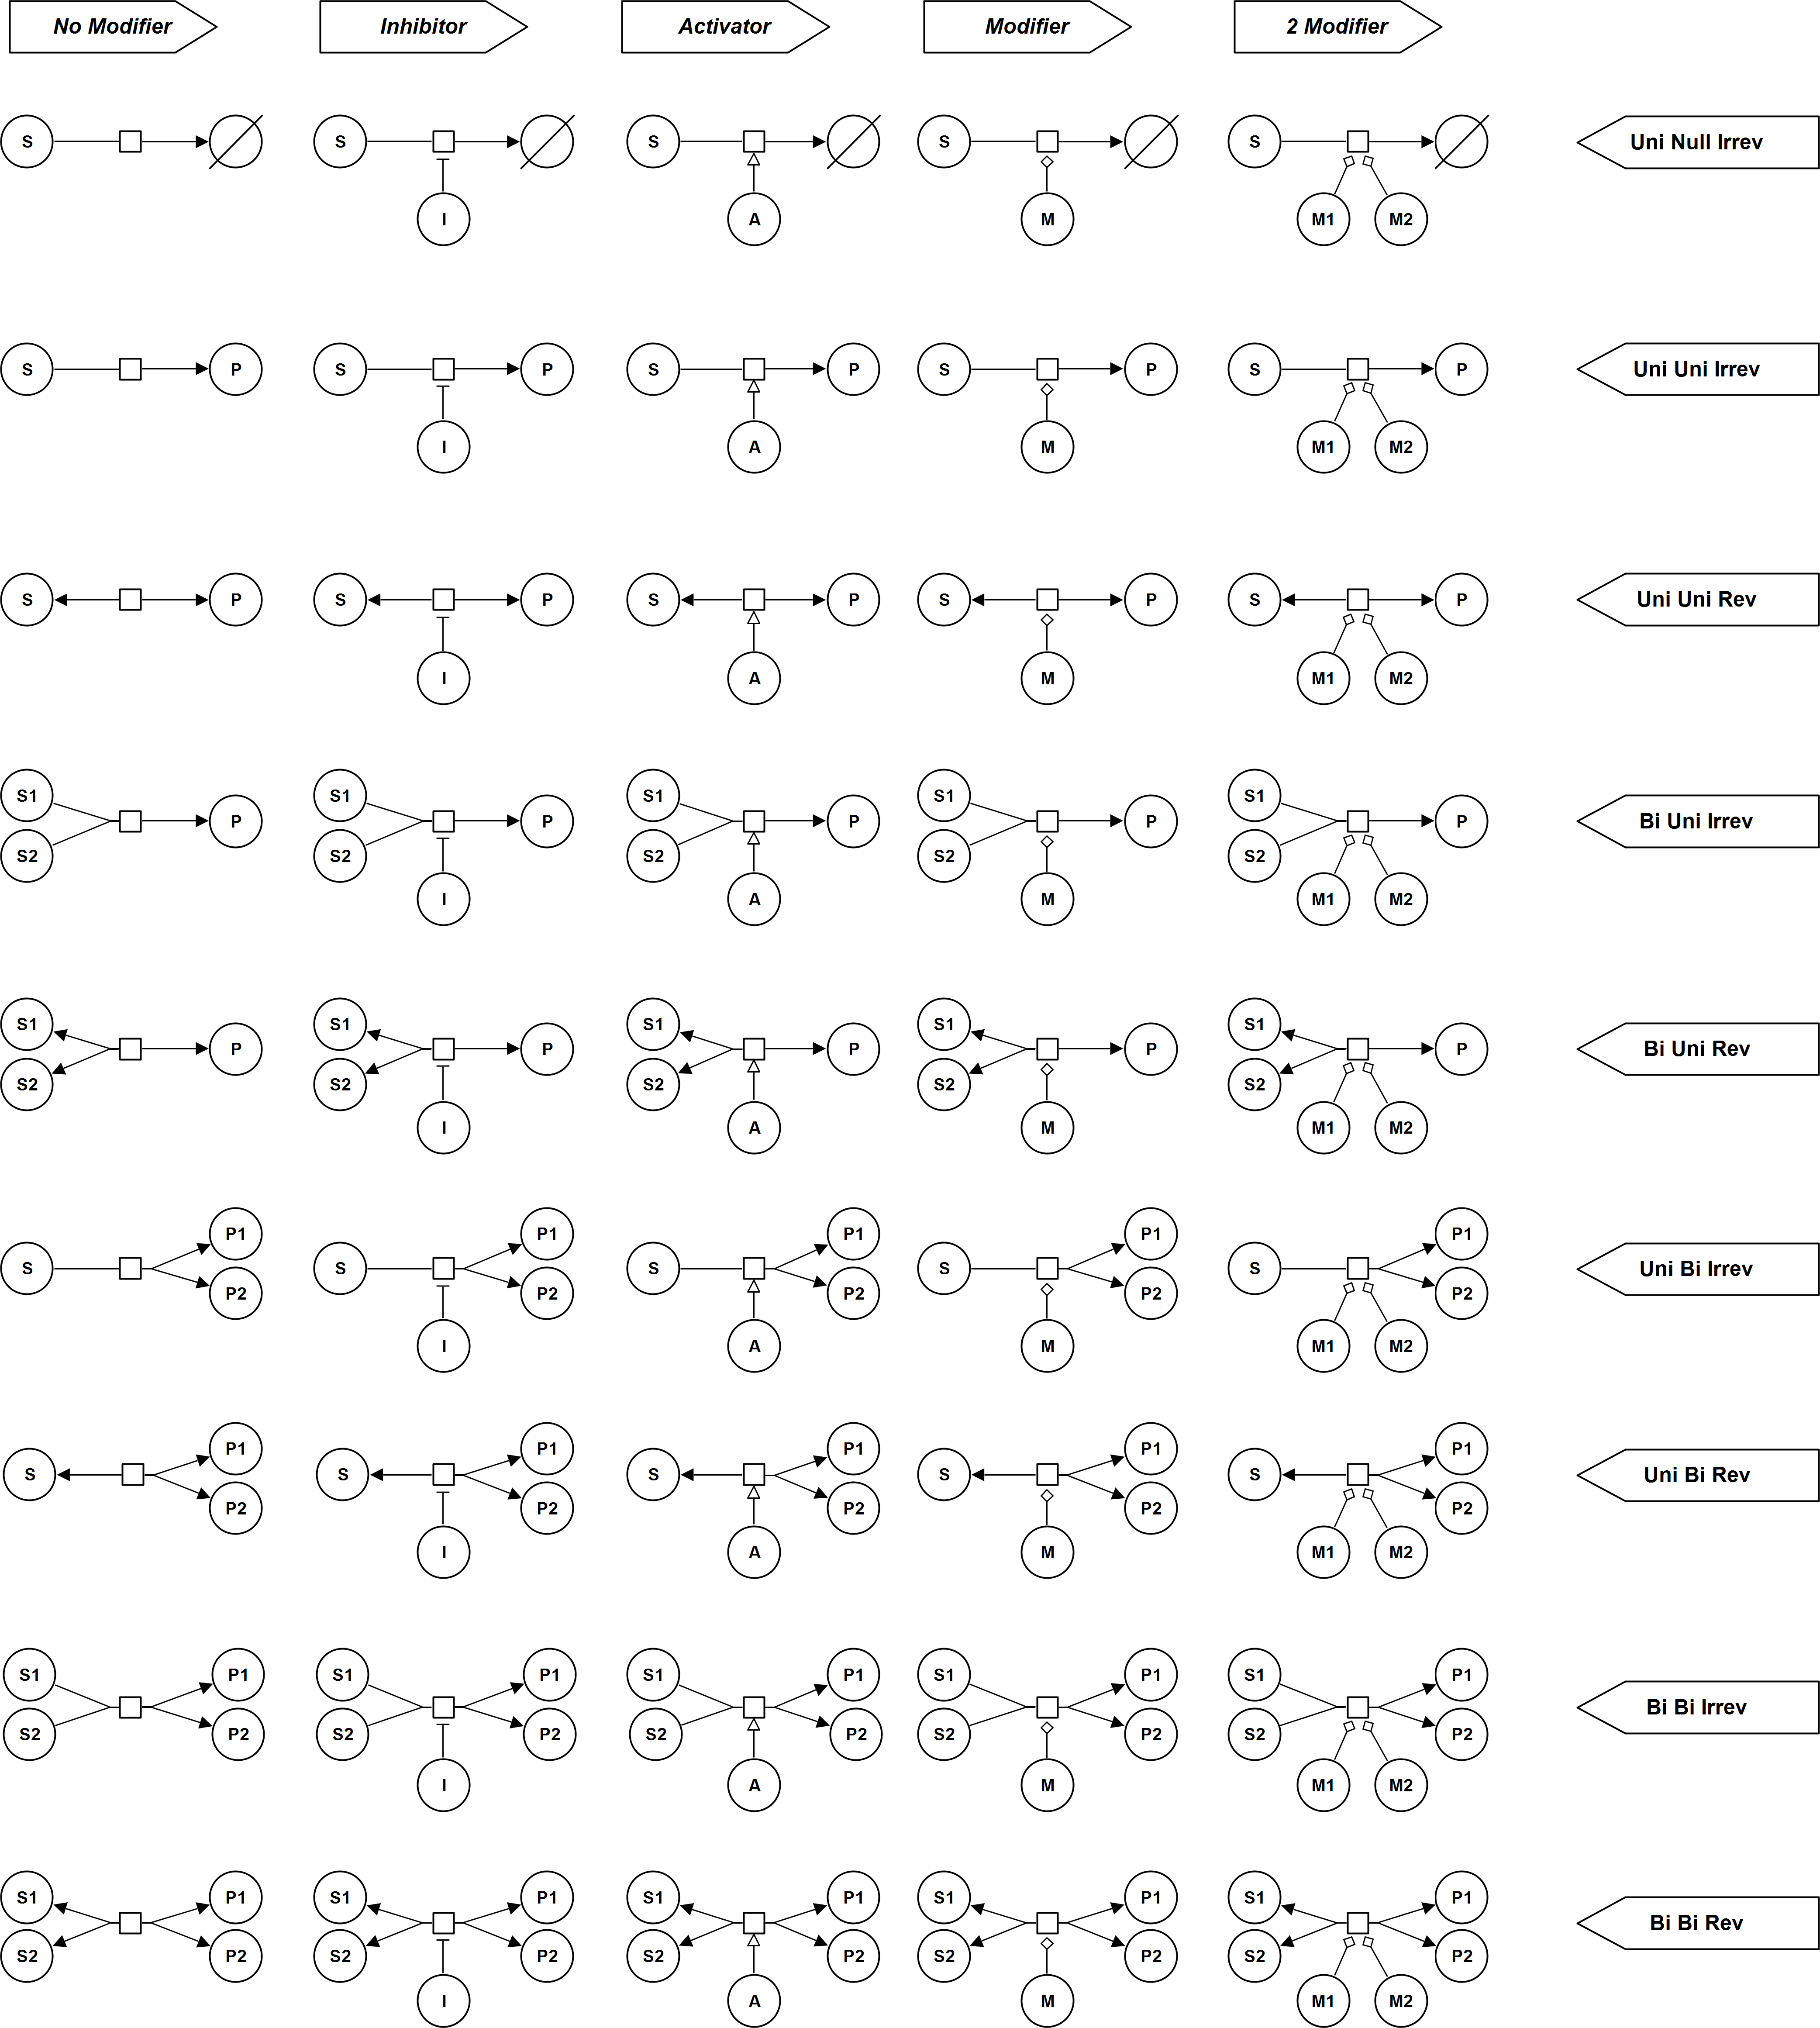 No Modifier Inhibitor Activator Modifier 2 Modifier
S S S S S Uni Null Irrev
I A M M1 M2
S P S P S P S P S P Uni Uni Irrev
I A M M1 M2
S P S P S P S P S P Uni Uni Rev
I A M M1 M2
S1 S1 S1 S1 S1
P P P P P Bi Uni Irrev
S2 S2 S2 S2 S2
I A M M1 M2
S1 S1 S1 S1 S1
P P P P P Bi Uni Rev
S2 S2 S2 S2 S2
I A M M1 M2
P1 P1 P1 P1 P1
S S S S S Uni Bi Irrev
P2 P2 P2 P2 P2
I A M M1 M2
P1 P1 P1 P1 P1
S S S S S Uni Bi Rev
P2 P2 P2 P2 P2
I A M M1 M2
S1 P1 S1 P1 S1 P1 S1 P1 S1 P1
Bi Bi Irrev
S2 P2 S2 P2 S2 P2 S2 P2 S2 P2
I A M M1 M2
S1 P1 S1 P1 S1 P1 S1 P1 S1 P1
Bi Bi Rev
S2 P2 S2 P2 S2 P2 S2 P2 S2 P2
I A M M1 M2